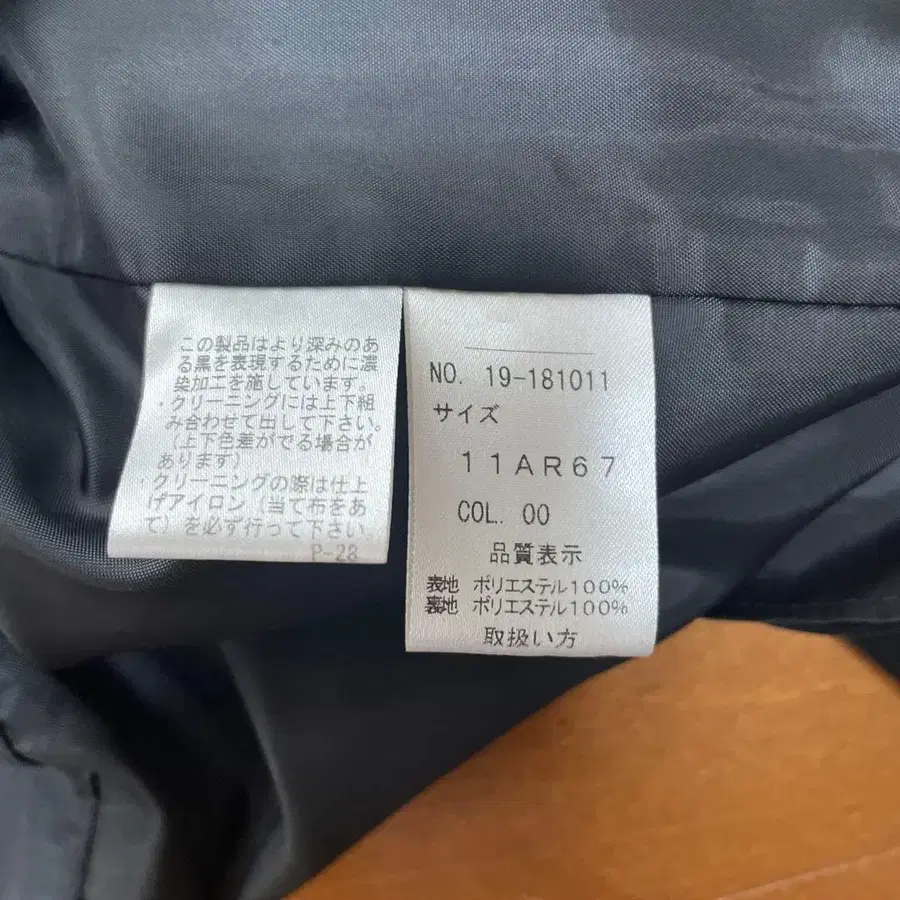 この製品はより深みのあ
る黒を表現するために濃
染加工を施しています。
・クリーニングには上下組
み合わせて出して下さい。
(上下色差がでる場合が
あります)
・クリーニングの際は仕上
げアイロン(当て布をあ
て)を必ず行って下さい。
P-28
NO. 19-181011
サイズ
11AR67
COL. 00
品質表示
表地 ポリエステル100%
裏地 ポリエステル100%
取扱い方